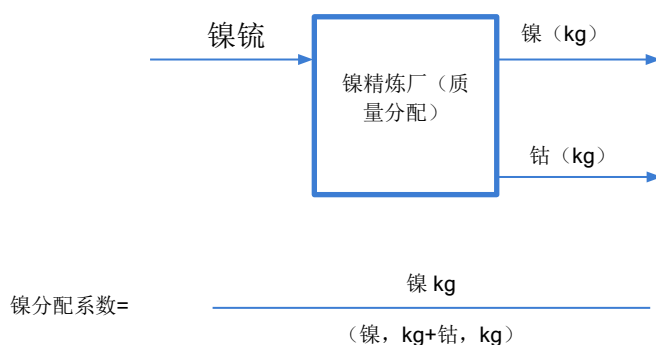 镍锍
镍（kg）
镍精炼厂（质
量分配）
钴（kg）
镍 kg
镍分配系数=
（镍，kg+钴，kg）